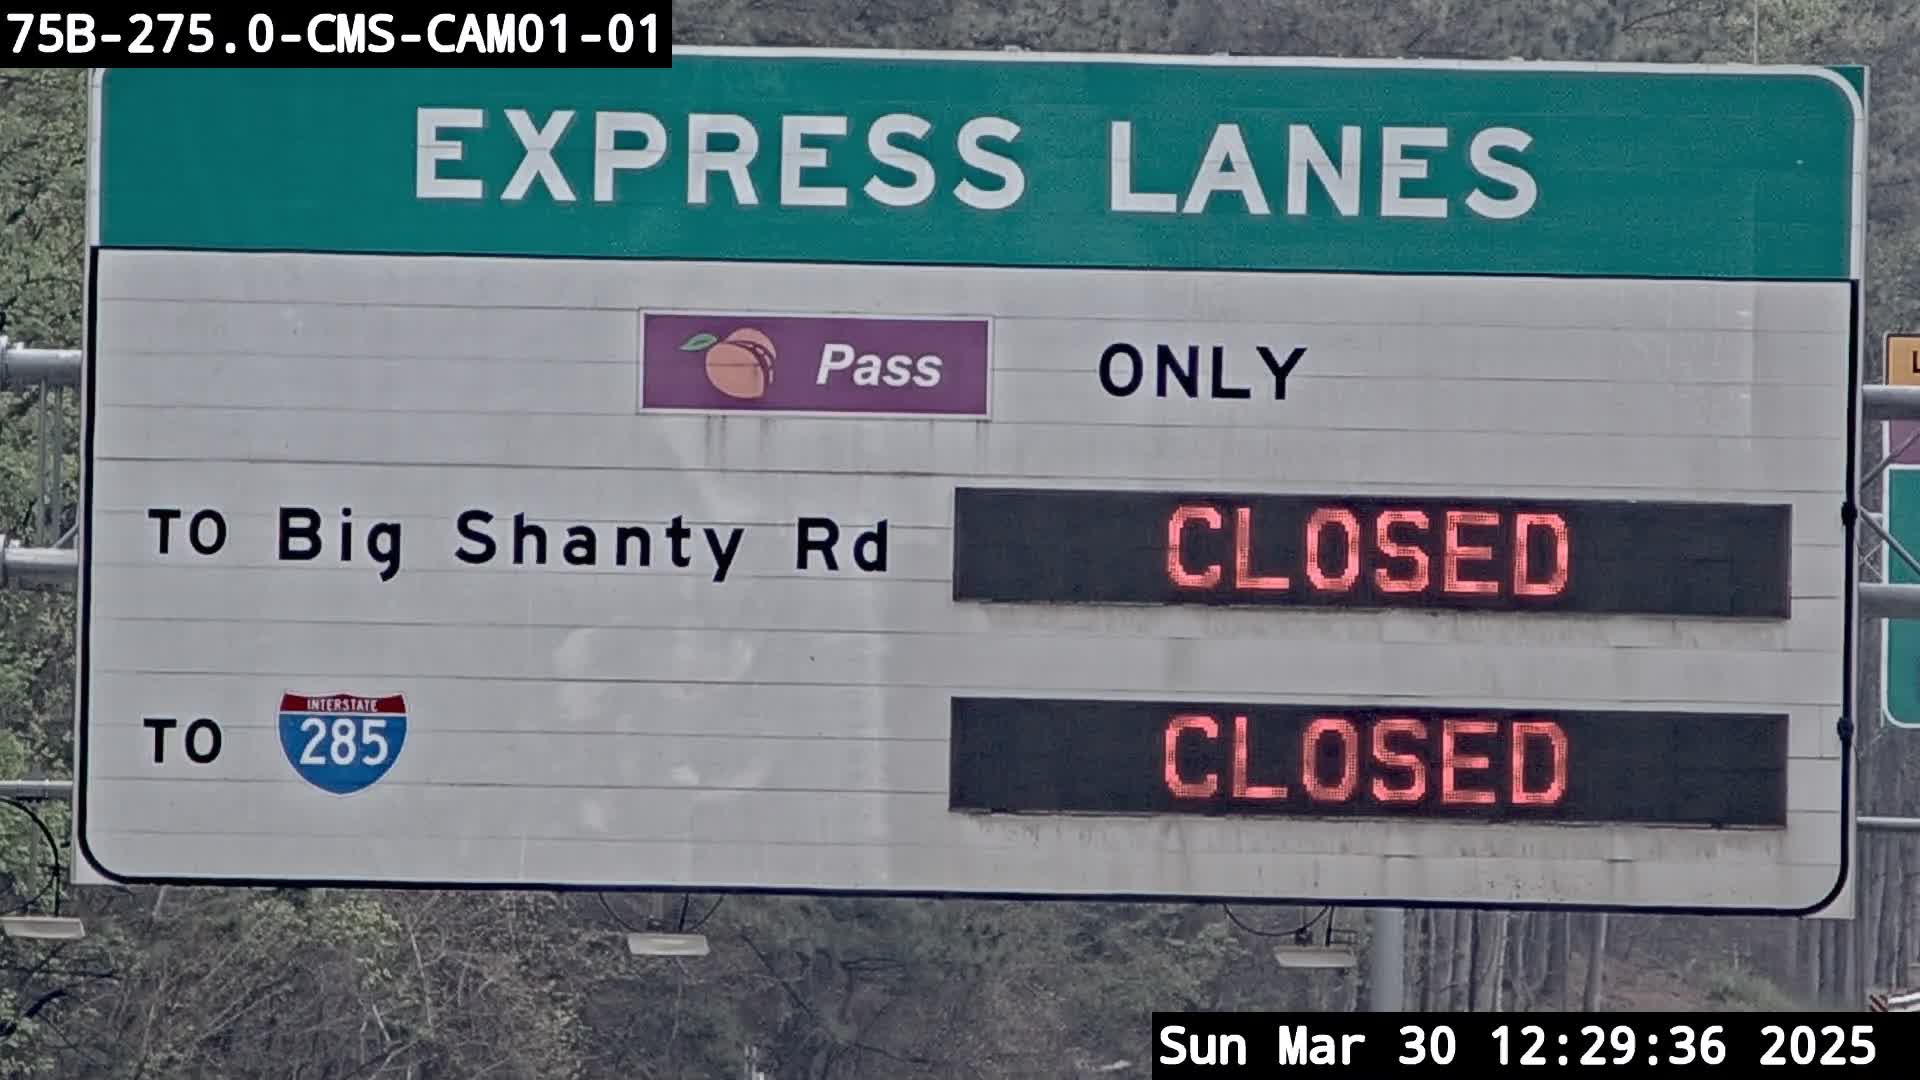 75B-275.0-CMS-CAM01-01
EXPRESS LANES
Pass ONLY
TO Big Shanty Rd CLOSED
INTERSTATE
TO 285 CLOSED
Sun Mar 30 12:29:36 2025